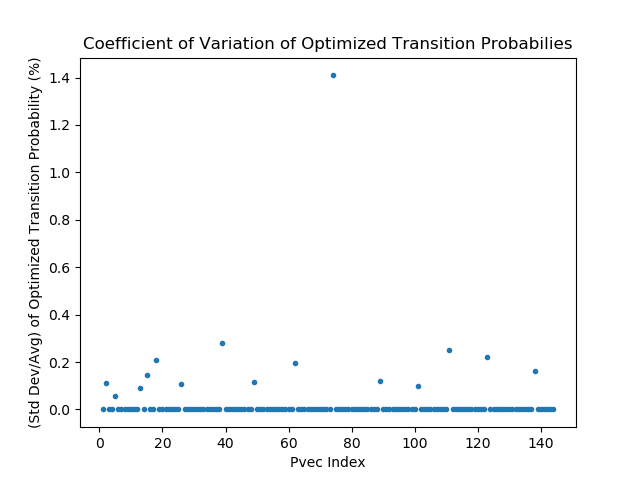 Coefficient of Variation of Optimized Transition Probabilies
(Std Dev/Avg) of Optimized Transition Probability (%)
1.4
1.2
1.0
0.8
0.6
0.4
0.2
0.0
0 20 40 60 80 100 120 140
Pvec Index